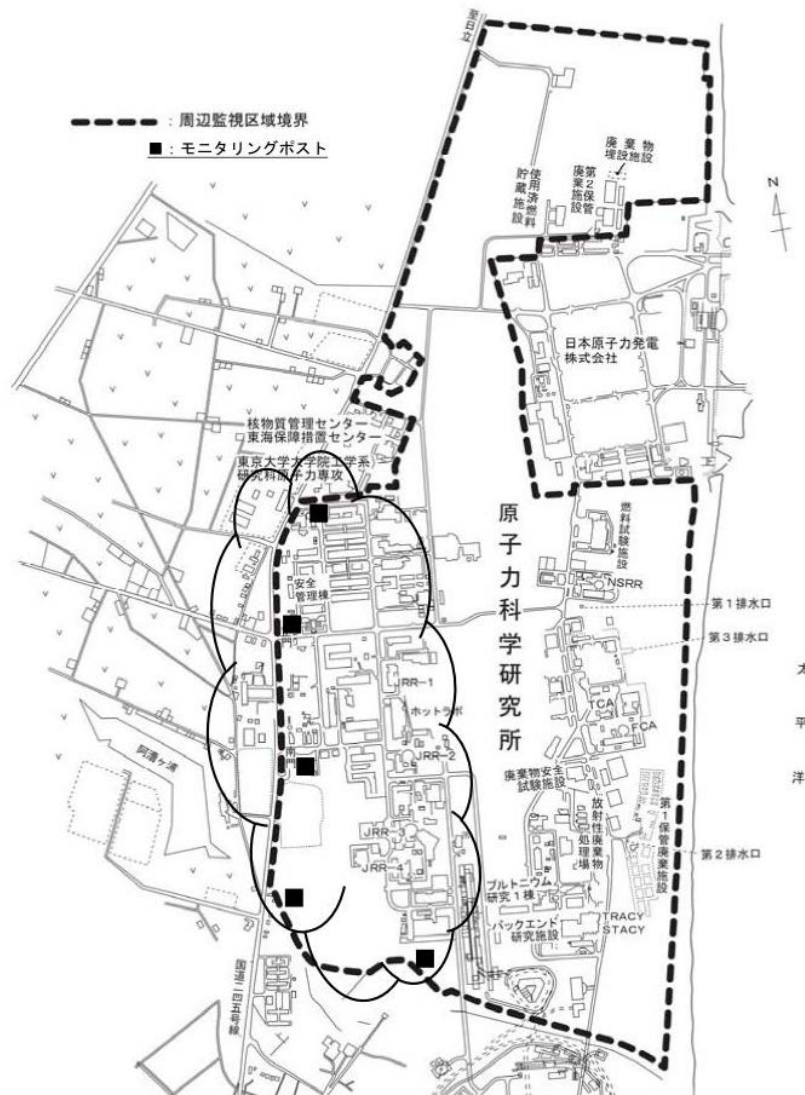 至日立
：周辺監視区域境界
■：モニタリングポスト
廃棄物
埋設施設
第2保管
廃棄施設
使用済燃料
貯蔵施設
N
日本原子力発電
株式会社
核物質管理センター
東海保障措置センター
東京大学大学院工学系
研究科原子力専攻
原子力科学研究所
燃料試験施設
安全
管理棟
NSRR
第1排水口
第3排水口
JRR-1
太平洋
ホットラボ
TCA
FCA
阿漕ヶ浦
南門
JRR-2
廃棄物安全
試験施設
放射性廃棄物
処理場
第1保管廃棄施設
JRR-3
JRR-4
第2排水口
プルトニウム
研究1棟
TRACY
STACY
バックエンド
研究施設
国道二四五号線